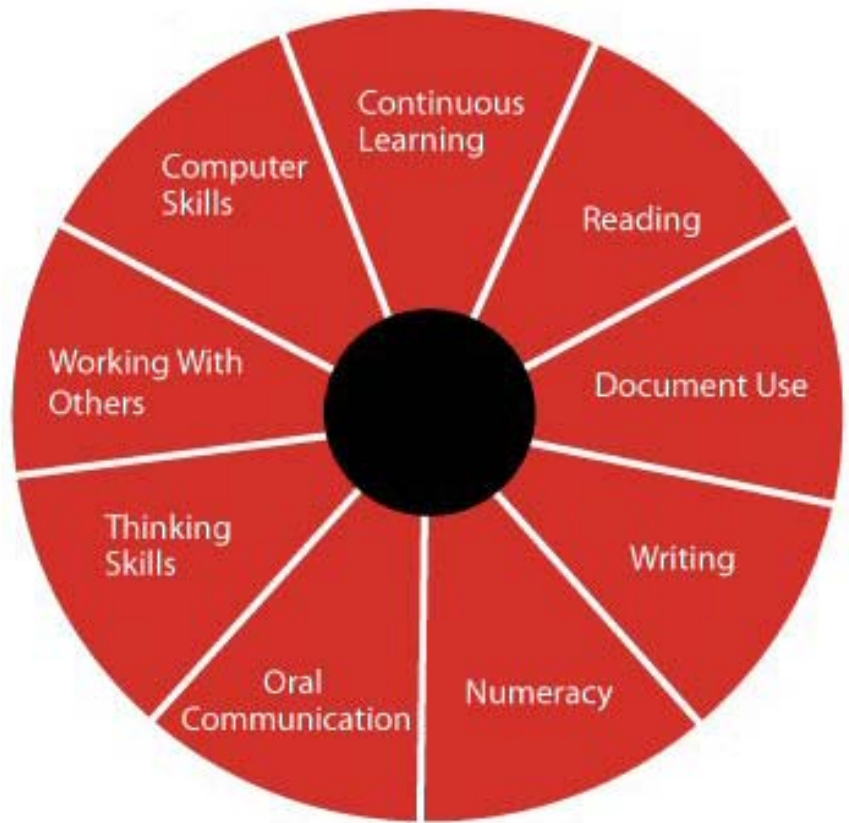 Continuous
Learning
Reading
Document Use
Writing
Numeracy
Oral
Communication
Thinking
Skills
Working With
Others
Computer
Skills